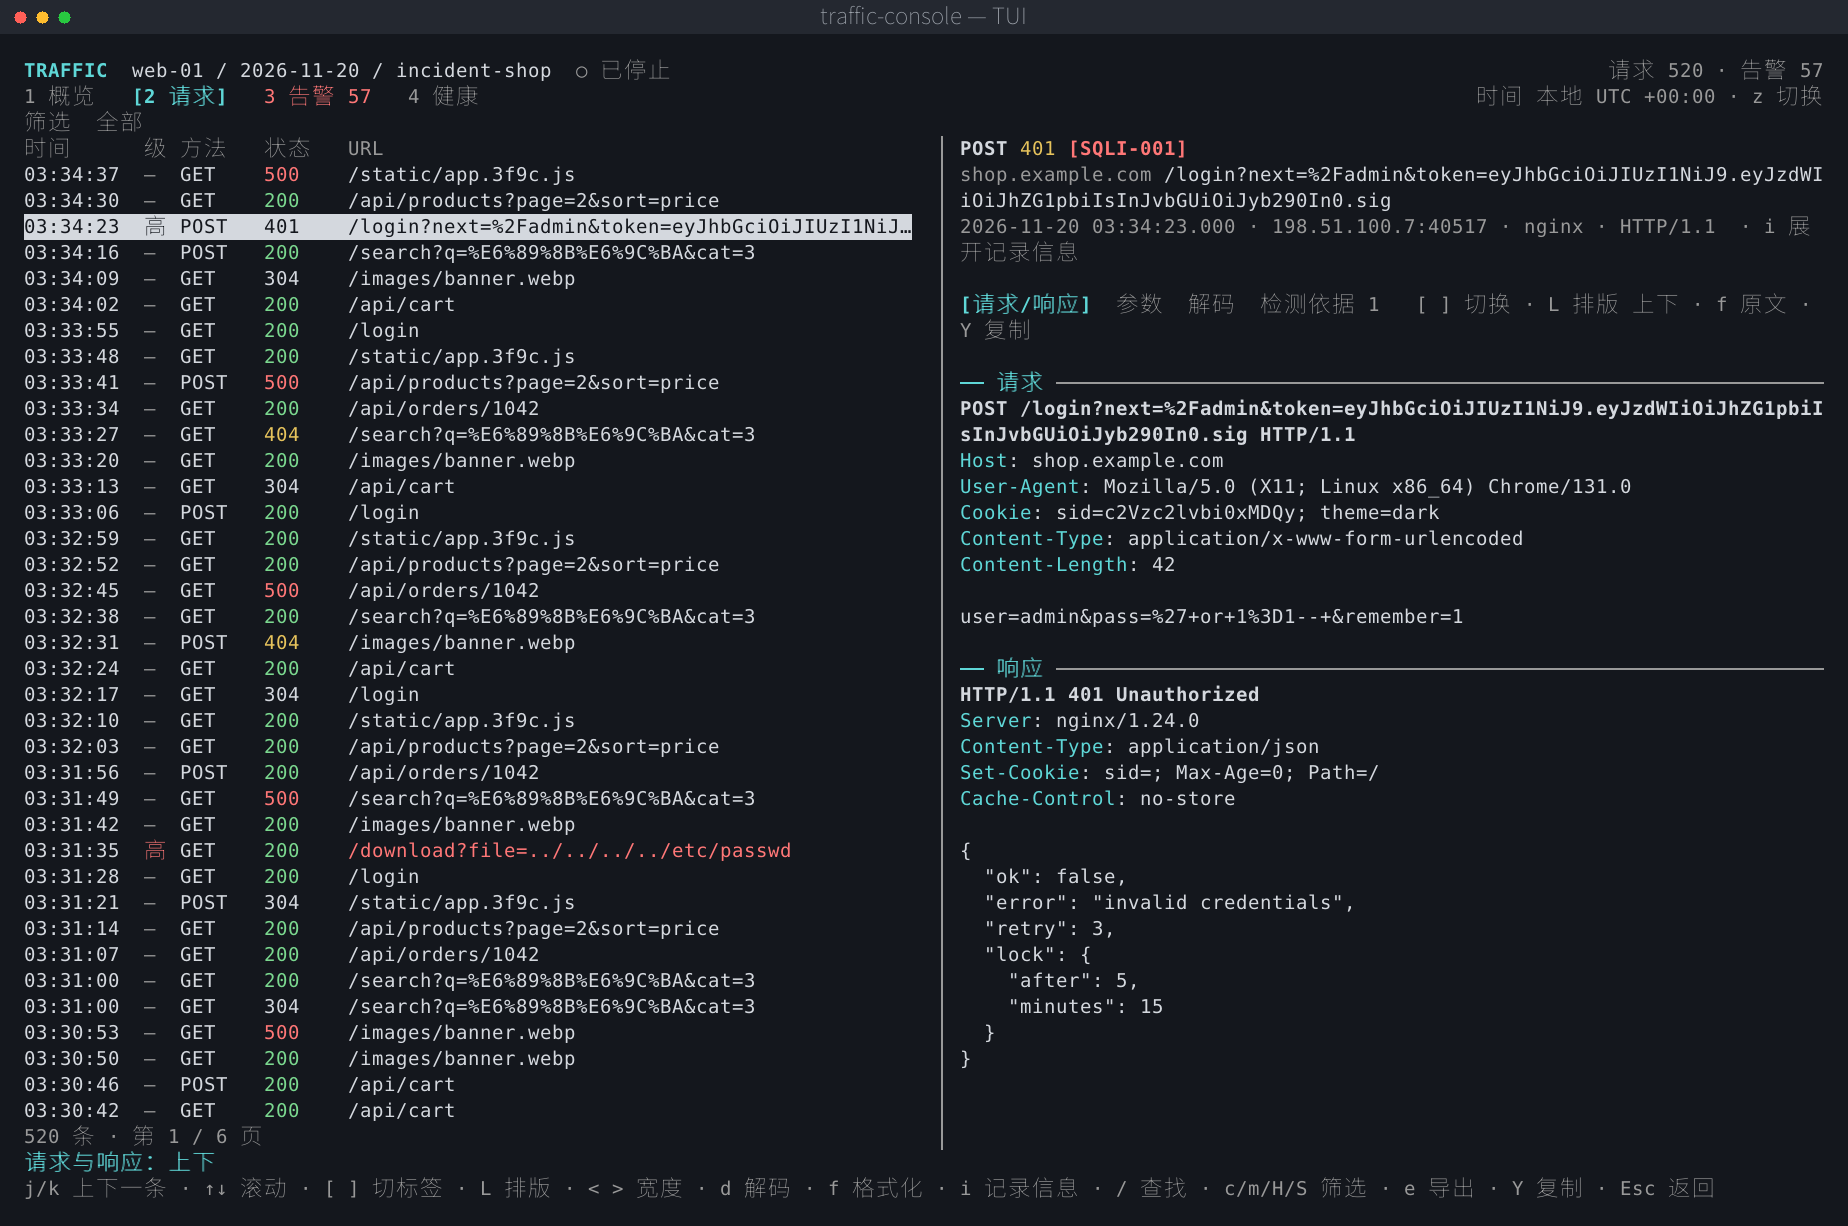 traffic-console — TUI
TRAFFIC web-01 / 2026-11-20 / incident-shop ○ 已停止 请求 520 · 告警 57
1 概览 [2 请求] 3 告警 57 4 健康 时间 本地 UTC +00:00 · z 切换
筛选 全部
时间 级 方法 状态 URL
03:34:37 — GET 500 /static/app.3f9c.js
03:34:30 — GET 200 /api/products?page=2&sort=price
03:34:23 高 POST 401 /login?next=%2Fadmin&token=eyJhbGciOiJIUzI1NiJ…
03:34:16 — POST 200 /search?q=%E6%89%8B%E6%9C%BA&cat=3
03:34:09 — GET 304 /images/banner.webp
03:34:02 — GET 200 /api/cart
03:33:55 — GET 200 /login
03:33:48 — GET 200 /static/app.3f9c.js
03:33:41 — POST 500 /api/products?page=2&sort=price
03:33:34 — GET 200 /api/orders/1042
03:33:27 — GET 404 /search?q=%E6%89%8B%E6%9C%BA&cat=3
03:33:20 — GET 200 /images/banner.webp
03:33:13 — GET 304 /api/cart
03:33:06 — POST 200 /login
03:32:59 — GET 200 /static/app.3f9c.js
03:32:52 — GET 200 /api/products?page=2&sort=price
03:32:45 — GET 500 /api/orders/1042
03:32:38 — GET 200 /search?q=%E6%89%8B%E6%9C%BA&cat=3
03:32:31 — POST 404 /images/banner.webp
03:32:24 — GET 200 /api/cart
03:32:17 — GET 304 /login
03:32:10 — GET 200 /static/app.3f9c.js
03:32:03 — GET 200 /api/products?page=2&sort=price
03:31:56 — POST 200 /api/orders/1042
03:31:49 — GET 500 /search?q=%E6%89%8B%E6%9C%BA&cat=3
03:31:42 — GET 200 /images/banner.webp
03:31:35 高 GET 200 /download?file=../../../../etc/passwd
03:31:28 — GET 200 /login
03:31:21 — POST 304 /static/app.3f9c.js
03:31:14 — GET 200 /api/products?page=2&sort=price
03:31:07 — GET 200 /api/orders/1042
03:31:00 — GET 200 /search?q=%E6%89%8B%E6%9C%BA&cat=3
03:31:00 — GET 304 /search?q=%E6%89%8B%E6%9C%BA&cat=3
03:30:53 — GET 500 /images/banner.webp
03:30:50 — GET 200 /images/banner.webp
03:30:46 — POST 200 /api/cart
03:30:42 — GET 200 /api/cart
520 条 · 第 1 / 6 页
POST 401 [SQLI-001]
shop.example.com /login?next=%2Fadmin&token=eyJhbGciOiJIUzI1NiJ9.eyJzdWI
iOiJhZG1pbiIsInJvbGUiOiJyb290In0.sig
2026-11-20 03:34:23.000 · 198.51.100.7:40517 · nginx · HTTP/1.1 · i 展
开记录信息
[请求/响应] 参数 解码 检测依据 1 [ ] 切换 · L 排版 上下 · f 原文 ·
Y 复制
请求
POST /login?next=%2Fadmin&token=eyJhbGciOiJIUzI1NiJ9.eyJzdWIiOiJhZG1pbiI
sInJvbGUiOiJyb290In0.sig HTTP/1.1
Host: shop.example.com
User-Agent: Mozilla/5.0 (X11; Linux x86_64) Chrome/131.0
Cookie: sid=c2Vzc2lvbi0xMDQy; theme=dark
Content-Type: application/x-www-form-urlencoded
Content-Length: 42
user=admin&pass=%27+or+1%3D1--+&remember=1
响应
HTTP/1.1 401 Unauthorized
Server: nginx/1.24.0
Content-Type: application/json
Set-Cookie: sid=; Max-Age=0; Path=/
Cache-Control: no-store
{
"ok": false,
"error": "invalid credentials",
"retry": 3,
"lock": {
"after": 5,
"minutes": 15
}
}
请求与响应: 上下
j/k 上下一条 · ↑↓ 滚动 · [ ] 切标签 · L 排版 · < > 宽度 · d 解码 · f 格式化 · i 记录信息 · / 查找 · c/m/H/S 筛选 · e 导出 · Y 复制 · Esc 返回